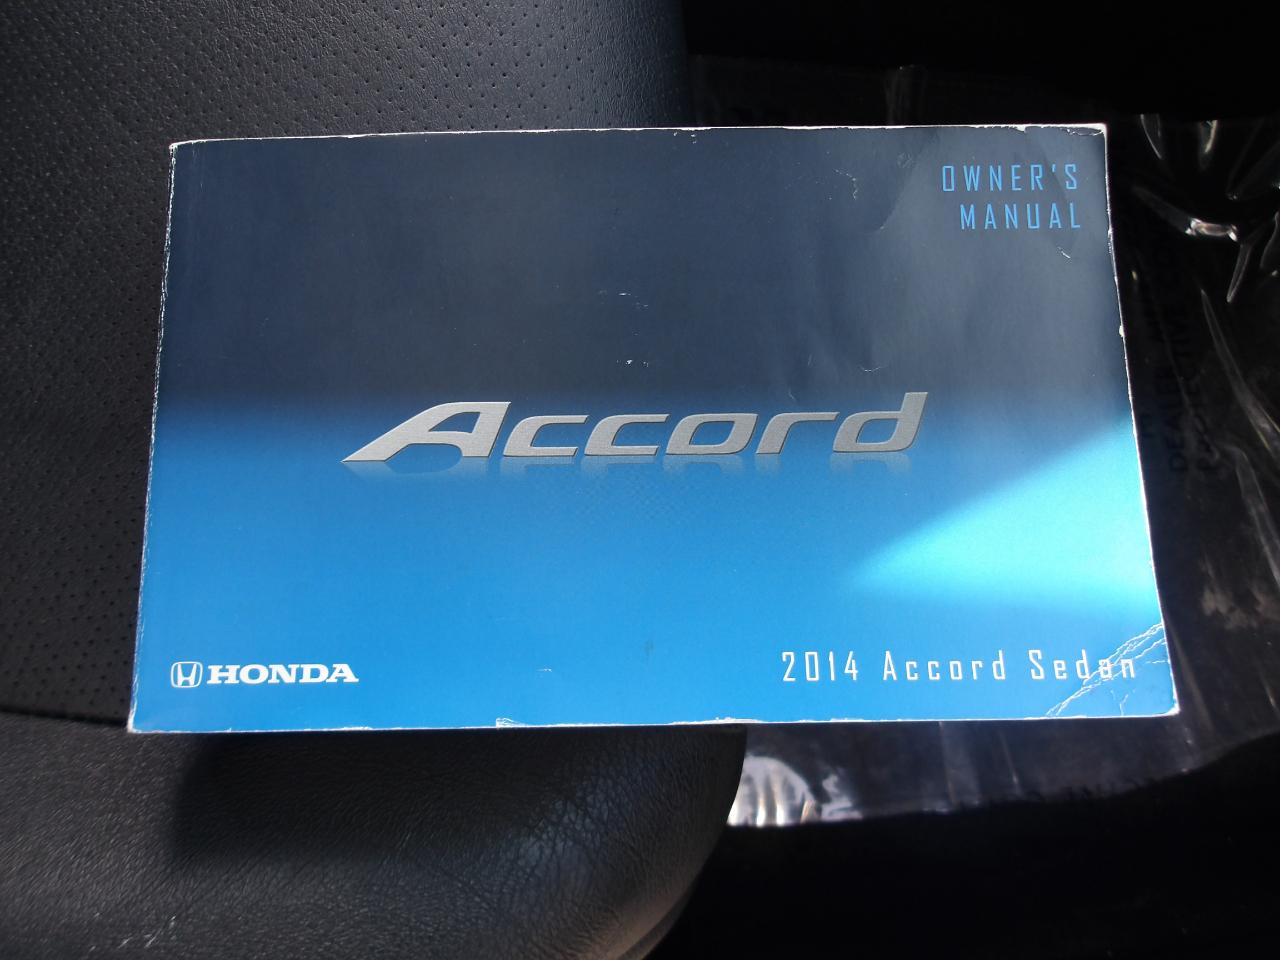 OWNER'S
MANUAL
Accord
HONDA
2014 Accord Sedan